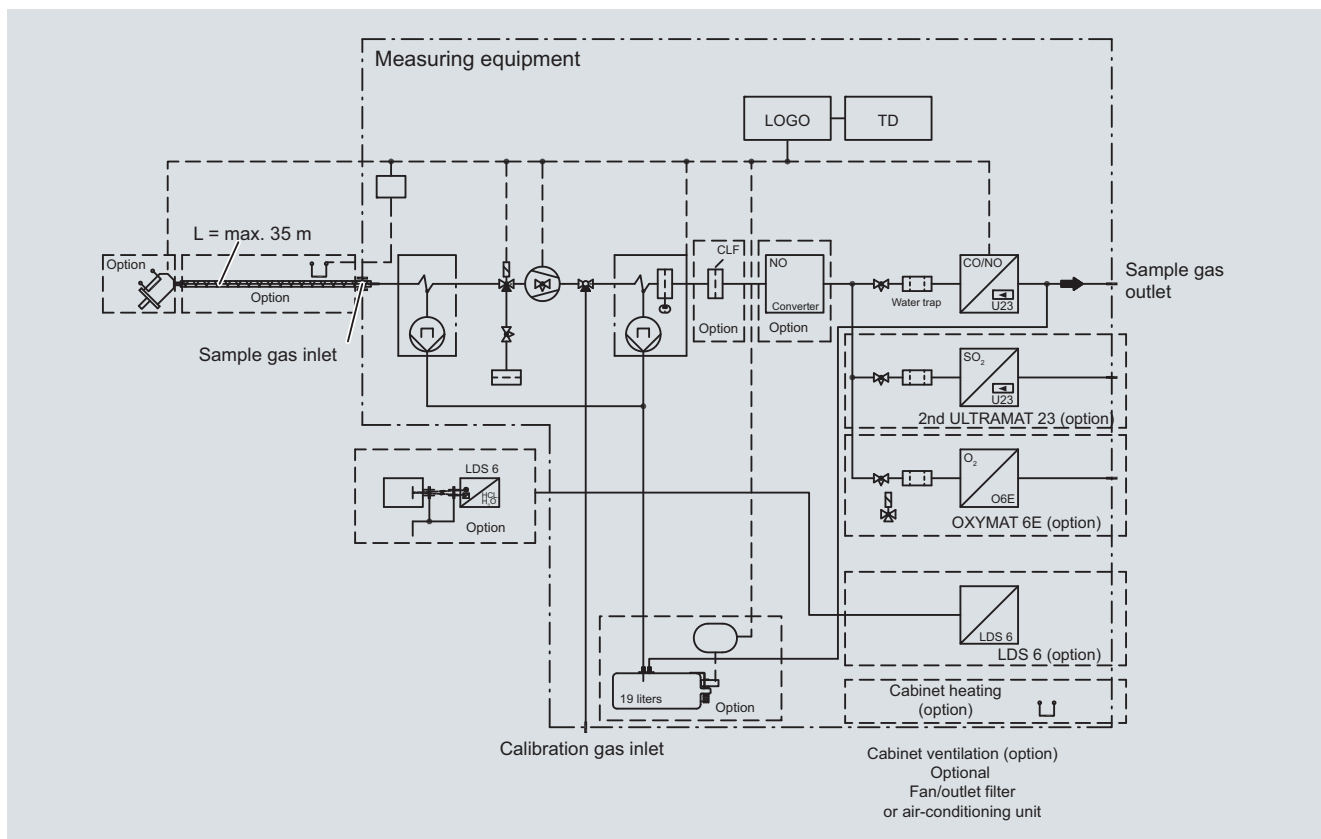 Measuring equipment
LOGO
TD
L = max. 35 m
Option
Option
Sample gas inlet
CLF
Option
NO
Converter
Option
Water trap
CO/NO
U23
Sample gas
outlet
SO₂
U23
2nd ULTRAMAT 23 (option)
O₂
O6E
OXYMAT 6E (option)
LDS 6
HCl
H₂O
Option
LDS 6
LDS 6 (option)
19 liters
Option
Cabinet heating
(option)
Calibration gas inlet
Cabinet ventilation (option)
Optional
Fan/outlet filter
or air-conditioning unit